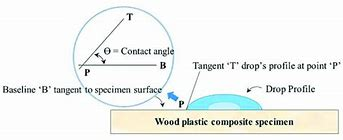 T
Θ = Contact angle
P
B
Tangent 'T' drop's profile at point 'P'
Baseline 'B' tangent to specimen surface
P
Drop Profile
Wood plastic composite specimen